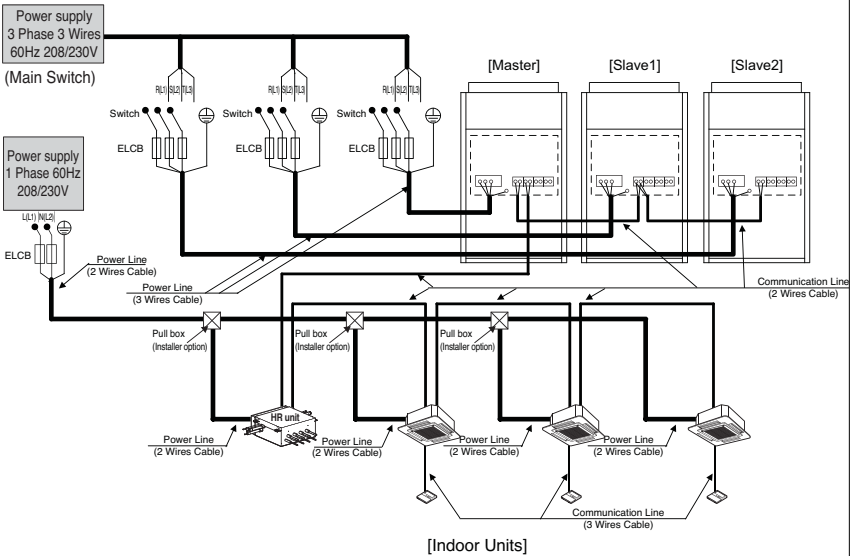 Power supply
3 Phase 3 Wires
60Hz 208/230V
(Main Switch)
R(L1) S(L2) T(L3)
R(L1) S(L2) T(L3)
R(L1) S(L2) T(L3)
Switch
Switch
Switch
ELCB
ELCB
ELCB
[Master]
[Slave1]
[Slave2]
Power supply
1 Phase 60Hz
208/230V
L(L1) N(L2)
ELCB
Power Line
(2 Wires Cable)
Power Line
(3 Wires Cable)
Communication Line
(2 Wires Cable)
Pull box
(Installer option)
Pull box
(Installer option)
Pull box
(Installer option)
HR unit
Power Line
(2 Wires Cable)
Power Line
(2 Wires Cable)
Power Line
(2 Wires Cable)
Power Line
(2 Wires Cable)
Communication Line
(3 Wires Cable)
[Indoor Units]